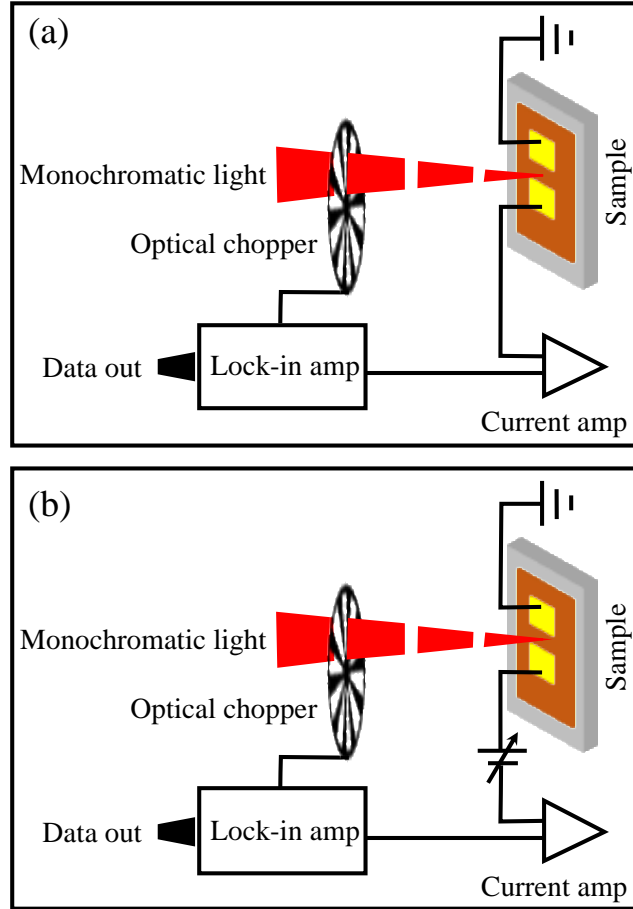 (a)
Monochromatic light
Sample
Optical chopper
Data out
Lock-in amp
Current amp
(b)
Monochromatic light
Sample
Optical chopper
Data out
Lock-in amp
Current amp